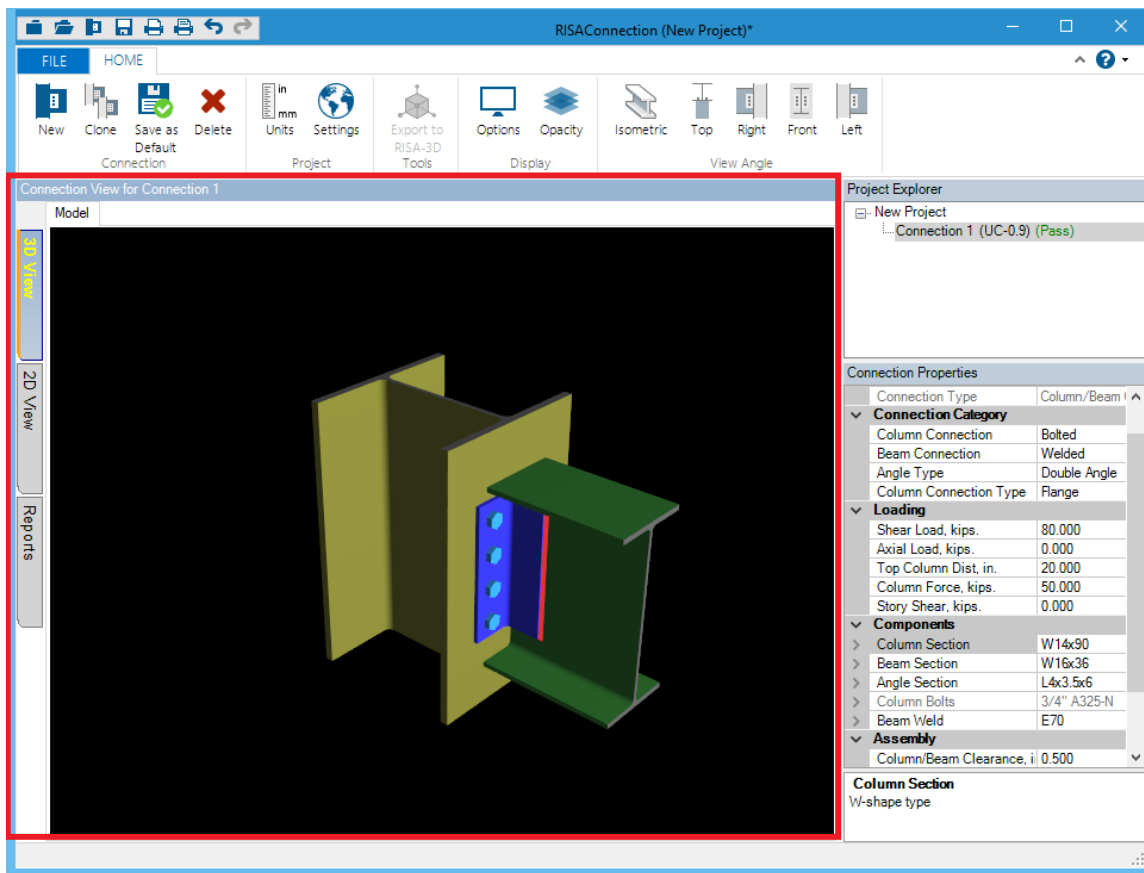 RISAConnection (New Project)*
FILE HOME
in
mm
New Clone Save as Default Delete Units Settings Export to RISA-3D Options Opacity Isometric Top Right Front Left
Connection Project Tools Display View Angle
Connection View for Connection 1
Model
3D View
2D View
Reports
Project Explorer
New Project
Connection 1 (UC-0.9) (Pass)
Connection Properties
Connection Type Column/Beam
Connection Category
Column Connection Bolted
Beam Connection Welded
Angle Type Double Angle
Column Connection Type Flange
Loading
Shear Load, kips. 80.000
Axial Load, kips. 0.000
Top Column Dist, in. 20.000
Column Force, kips. 50.000
Story Shear, kips. 0.000
Components
Column Section W14x90
Beam Section W16x36
Angle Section L4x3.5x6
Column Bolts 3/4" A325-N
Beam Weld E70
Assembly
Column/Beam Clearance, i 0.500
Column Section
W-shape type